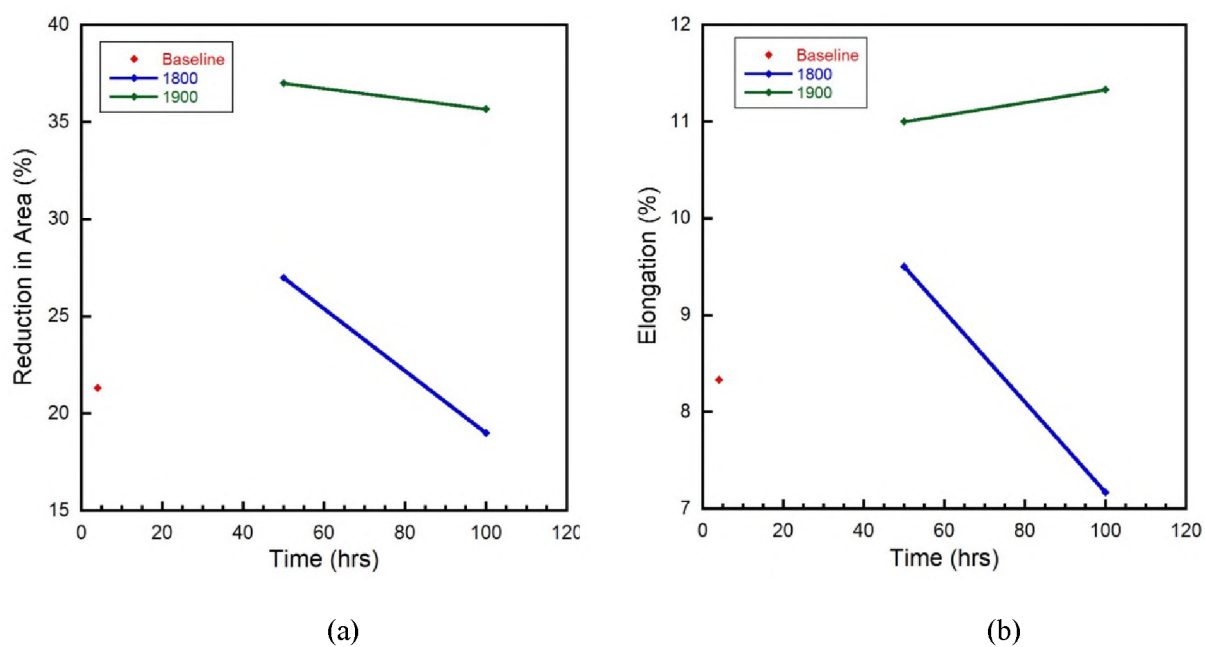 Reduction in Area (%)
40
35
30
25
20
15
Baseline
1800
1900
0 20 40 60 80 100 120
Time (hrs)
(a)
Elongation (%)
12
11
10
9
8
7
Baseline
1800
1900
0 20 40 60 80 100 120
Time (hrs)
(b)